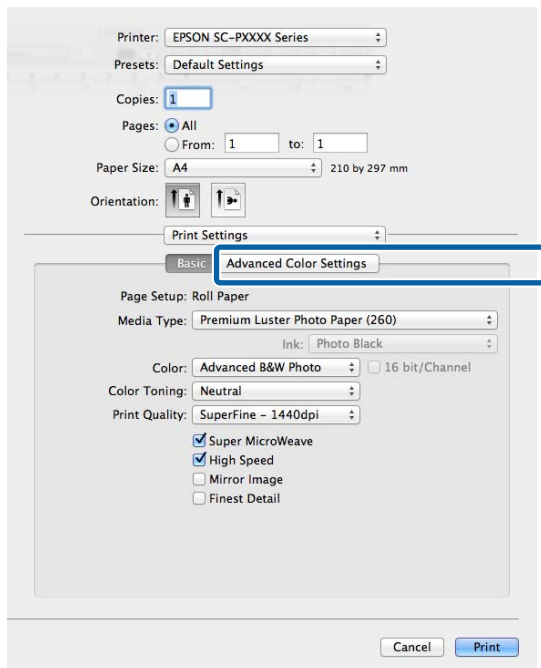 Printer: EPSON SC-PXXXX Series
Presets: Default Settings
Copies: 1
Pages: All
From: 1 to: 1
Paper Size: A4 210 by 297 mm
Orientation:
Print Settings
Basic Advanced Color Settings
Page Setup: Roll Paper
Media Type: Premium Luster Photo Paper (260)
Ink: Photo Black
Color: Advanced B&W Photo 16 bit/Channel
Color Toning: Neutral
Print Quality: SuperFine – 1440dpi
Super MicroWeave
High Speed
Mirror Image
Finest Detail
Cancel Print